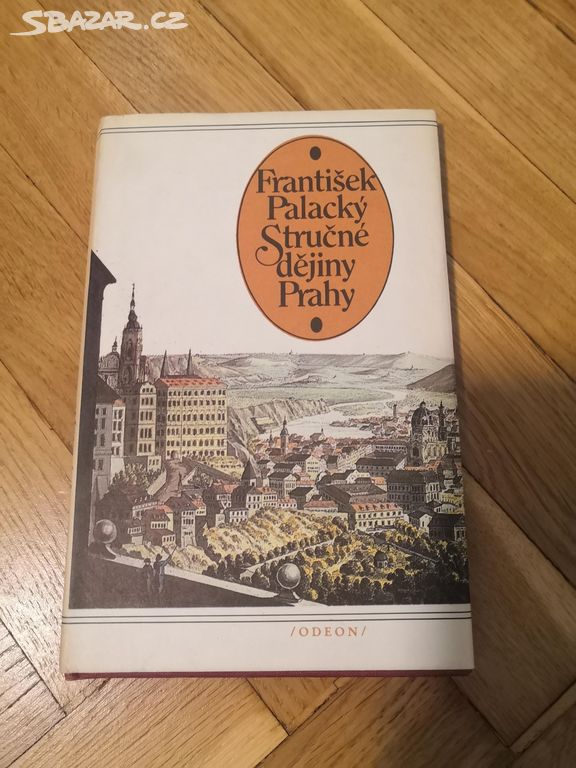 SBAZAR.CZ
František
Palacký
Stručné
dějiny
Prahy
/ODEON/